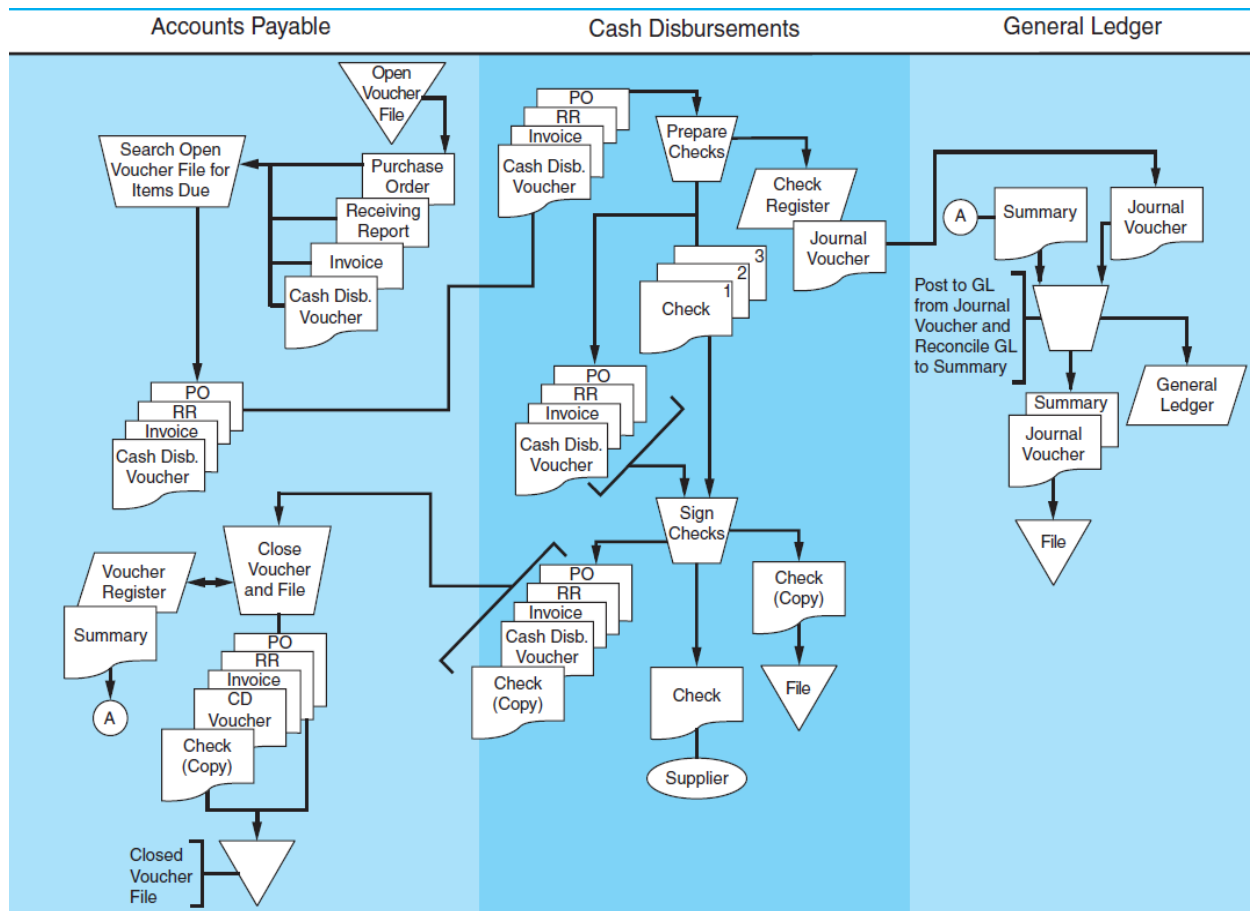 Accounts Payable
Cash Disbursements
General Ledger
Open
Voucher
File
Search Open
Voucher File for
Items Due
Purchase
Order
Receiving
Report
Invoice
Cash Disb.
Voucher
PO
RR
Invoice
Cash Disb.
Voucher
Voucher
Register
Summary
A
Close
Voucher
and File
PO
RR
Invoice
CD
Voucher
Check
(Copy)
Closed
Voucher
File
PO
RR
Invoice
Cash Disb.
Voucher
Prepare
Checks
Check
Register
Journal
Voucher
3
2
1
Check
PO
RR
Invoice
Cash Disb.
Voucher
Sign
Checks
PO
RR
Invoice
Cash Disb.
Voucher
Check
(Copy)
Check
Supplier
Check
(Copy)
File
A
Summary
Journal
Voucher
Post to GL
from Journal
Voucher and
Reconcile GL
to Summary
General
Ledger
Summary
Journal
Voucher
File